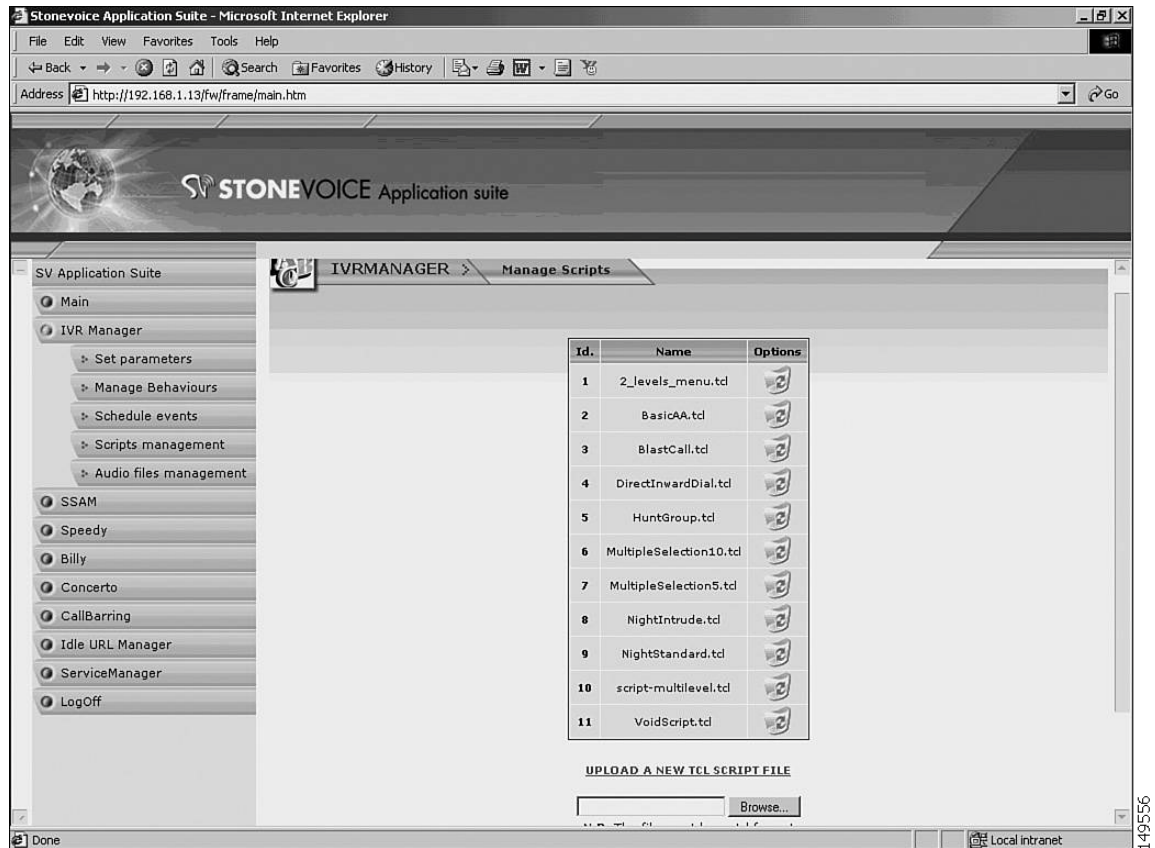 Stonevoice Application Suite - Microsoft Internet Explorer
File Edit View Favorites Tools Help
Back Search Favorites History
Address http://192.168.1.13/fw/frame/main.htm Go
SV STONEVOICE Application suite
SV Application Suite
Main
IVR Manager
Set parameters
Manage Behaviours
Schedule events
Scripts management
Audio files management
SSAM
Speedy
Billy
Concerto
CallBarring
Idle URL Manager
ServiceManager
LogOff
IVRMANAGER > Manage Scripts
Id. Name Options
1 2_levels_menu.tcl
2 BasicAA.tcl
3 BlastCall.tcl
4 DirectInwardDial.tcl
5 HuntGroup.tcl
6 MultipleSelection10.tcl
7 MultipleSelection5.tcl
8 NightIntrude.tcl
9 NightStandard.tcl
10 script-multilevel.tcl
11 VoidScript.tcl
UPLOAD A NEW TCL SCRIPT FILE
Browse...
Done
Local intranet
149556